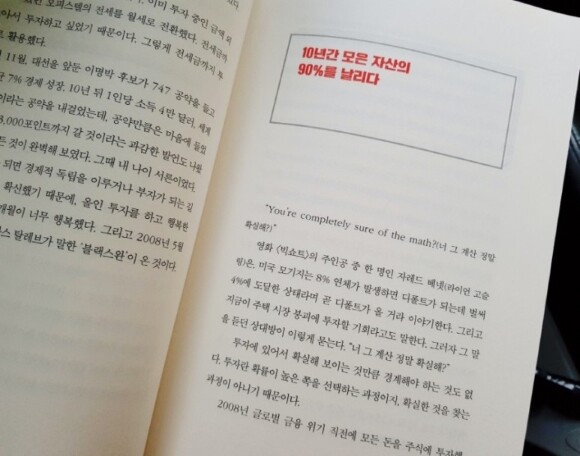 오피스텔의 전세를 월세로 전환했다. 전세금까
아서 투자하고 싶었기 때문이다. 그렇게 전세금까지 투
활용했다.
11월, 대선을 앞둔 이명박 후보가 747 공약을 들고
7% 경제 성장, 10년 뒤 1인당 소득 4만 달러, 세계
이라는 공약을 내걸었는데, 공약만큼은 마음에 들었
3,000포인트까지 갈 것이라는 과감한 발언도 나왔
든 것이 완벽해 보였다. 그때 내 나이 서른이었다.
되면 경제적 독립을 이루거나 부자가 되는 길
확신했기 때문에, 올인 투자를 하고 행복한
개월이 너무 행복했다. 그리고 2008년 5월
스 탈레브가 말한 '블랙스완'이 온 것이다.
10년간 모은 자산의
90%를 날리다
"You're completely sure of the math?(너 그 계산 정말
확실해?)"
영화 〈빅쇼트〉의 주인공 중 한 명인 자레드 베넷(라이언 고슬
링)은, 미국 모기지는 8% 연체가 발생하면 디폴트가 되는데 벌써
4%에 도달한 상태라며 곧 디폴트가 올 거라 이야기한다. 그리고
지금이 주택 시장 붕괴에 투자할 기회라고도 말한다. 그러자 그 말
을 듣던 상대방이 이렇게 묻는다. "너 그 계산 정말 확실해?"
투자에 있어서 확실해 보이는 것만큼 경계해야 하는 것도 없
다. 투자란 확률이 높은 쪽을 선택하는 과정이지, 확실한 것을 찾는
과정이 아니기 때문이다.
2008년 글로벌 금융 위기 직전에 모든 돈을 주식에 투자했